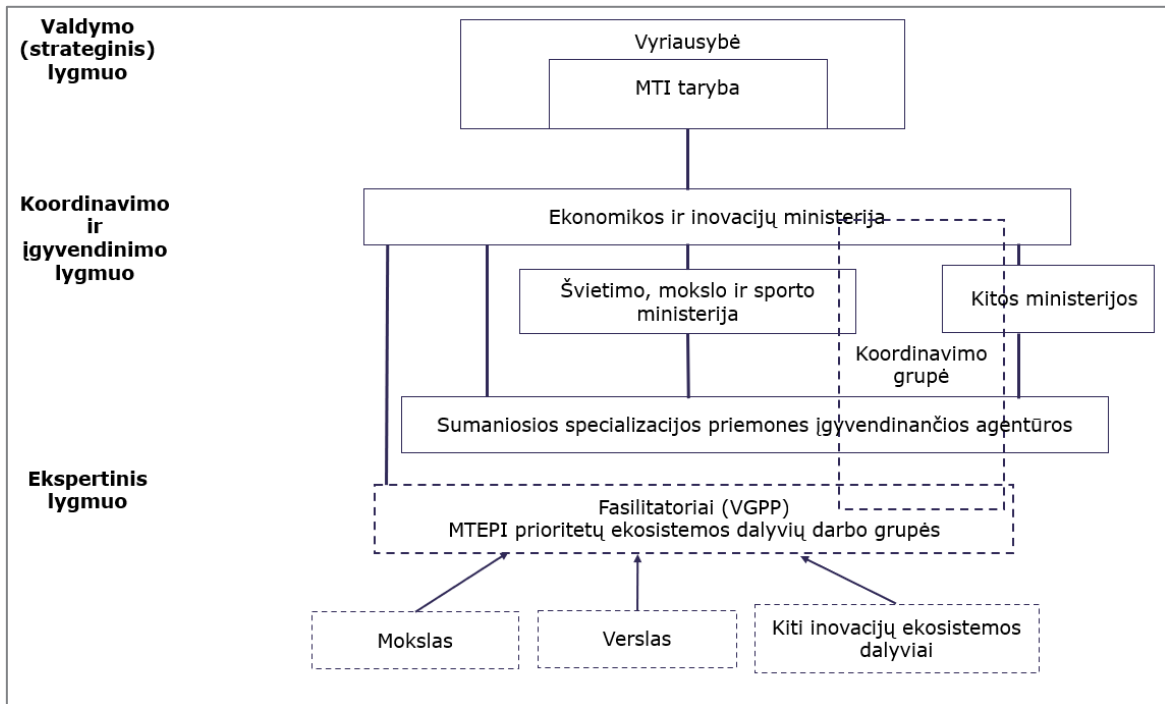 Valdymo
(strateginis)
lygmuo
Vyriausybė
MTI taryba
Koordinavimo
ir
įgyvendinimo
lygmuo
Ekonomikos ir inovacijų ministerija
Švietimo, mokslo ir sporto
ministerija
Kitos ministerijos
Koordinavimo
grupė
Sumaniosios specializacijos priemones įgyvendinančios agentūros
Ekspertinis
lygmuo
Fasilitatoriai (VGPP)
MTEPI prioritetų ekosistemos dalyvių darbo grupės
Mokslas
Verslas
Kiti inovacijų ekosistemos
dalyviai